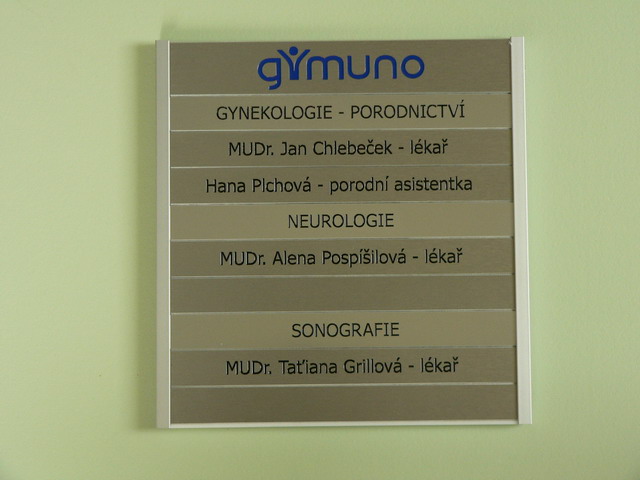 gymuno
GYNEKOLOGIE - PORODNICTVÍ
MUDr. Jan Chlebeček - lékař
Hana Plchová - porodní asistentka
NEUROLOGIE
MUDr. Alena Pospíšilová - lékař
SONOGRAFIE
MUDr. Taťiana Grillová - lékař